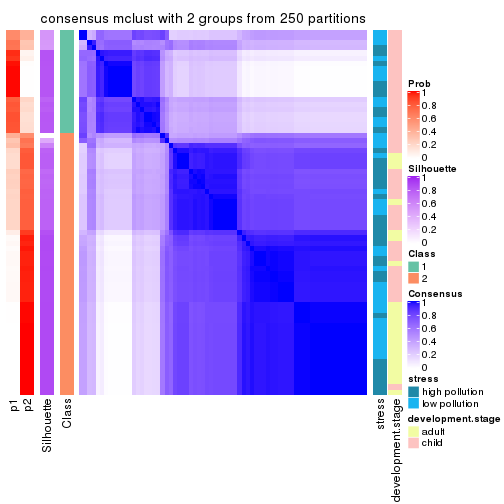 consensus mclust with 2 groups from 250 partitions
Prob
1
0.8
0.6
0.4
0.2
0
Silhouette
1
0.8
0.6
0.4
0.2
0
Class
1
2
Consensus
1
0.8
0.6
0.4
0.2
0
stress
high pollution
low pollution
development.stage
adult
child
p1
p2
Silhouette
Class
stress
development.stage